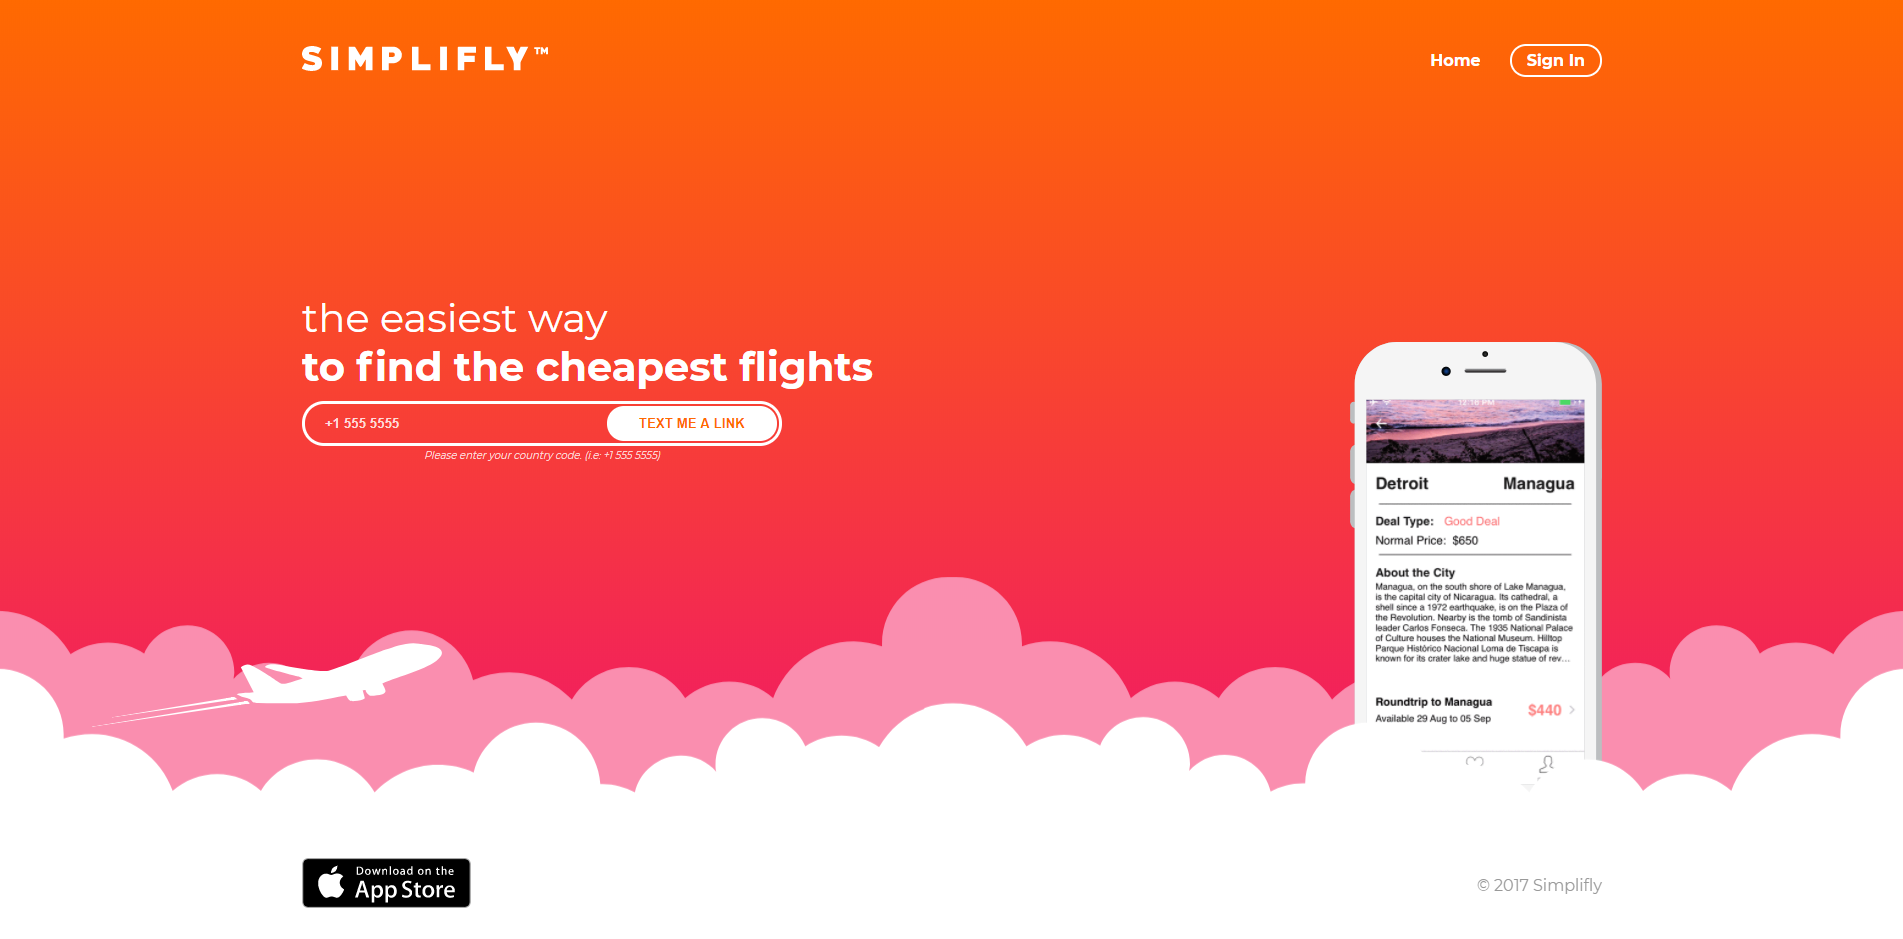 SIMPLIFLY™
Home
Sign In
the easiest way
to find the cheapest flights
+1 555 5555
TEXT ME A LINK
Please enter your country code. (i.e: +1 555 5555)
12:18 PM
Detroit
Managua
Deal Type: Good Deal
Normal Price: $650
About the City
Managua, on the south shore of Lake Managua,
is the capital city of Nicaragua. Its cathedral, a
shell since a 1972 earthquake, is on the Plaza of
the Revolution. Nearby is the tomb of Sandinista
leader Carlos Fonseca. The 1935 National Palace
of Culture houses the National Museum. Hilltop
Parque Histórico Nacional Loma de Tiscapa is
known for its crater lake and huge statue of rev...
Roundtrip to Managua
$440
Available 29 Aug to 05 Sep
Download on the
App Store
© 2017 Simplifly